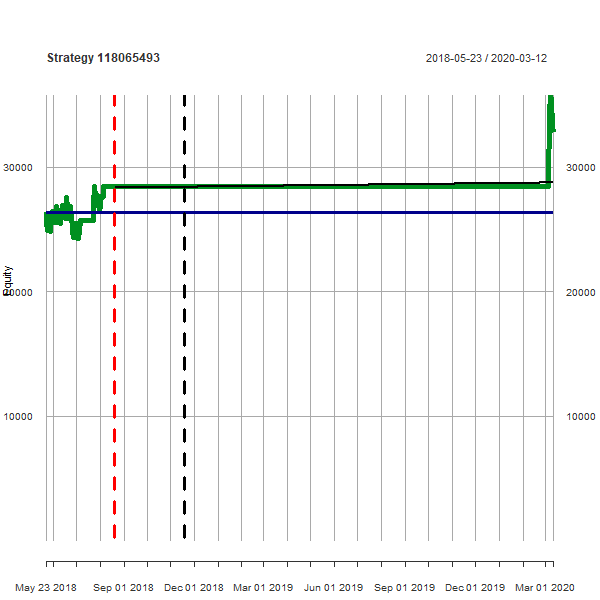 Strategy 118065493 2018-05-23 / 2020-03-12
30000 30000
Equity
20000 20000
10000 10000
May 23 2018 Sep 01 2018 Dec 01 2018 Mar 01 2019 Jun 01 2019 Sep 01 2019 Dec 01 2019 Mar 01 2020